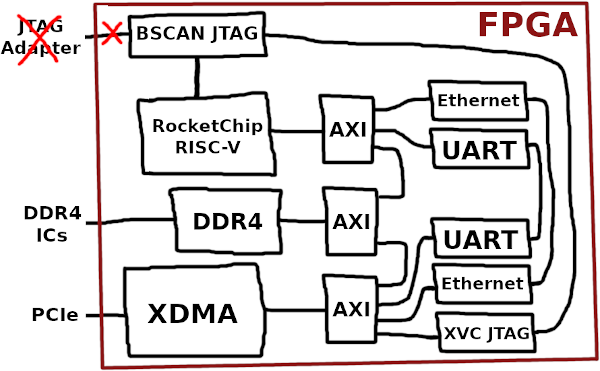 FPGA
JTAG
Adapter
BSCAN JTAG
RocketChip
RISC-V
AXI
Ethernet
UART
DDR4
ICs
DDR4
AXI
UART
Ethernet
PCIe
XDMA
AXI
XVC JTAG